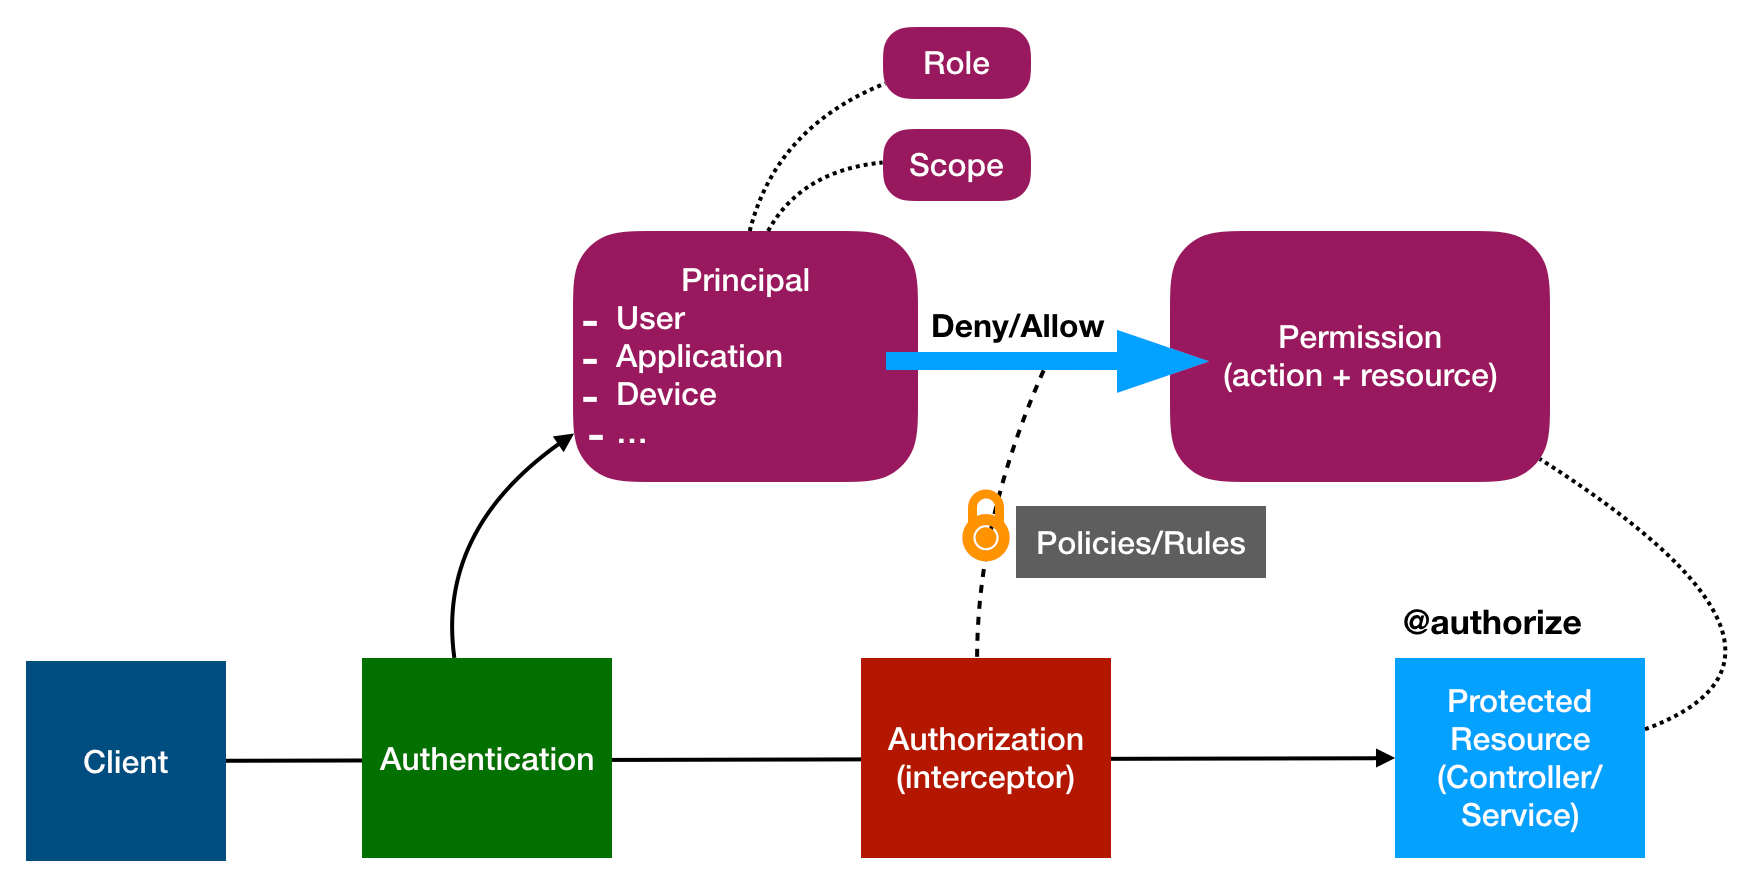 Role
Scope
Principal
- User
- Application
- Device
- ...
Deny/Allow
Permission
(action + resource)
Policies/Rules
@authorize
Client
Authentication
Authorization
(interceptor)
Protected
Resource
(Controller/
Service)